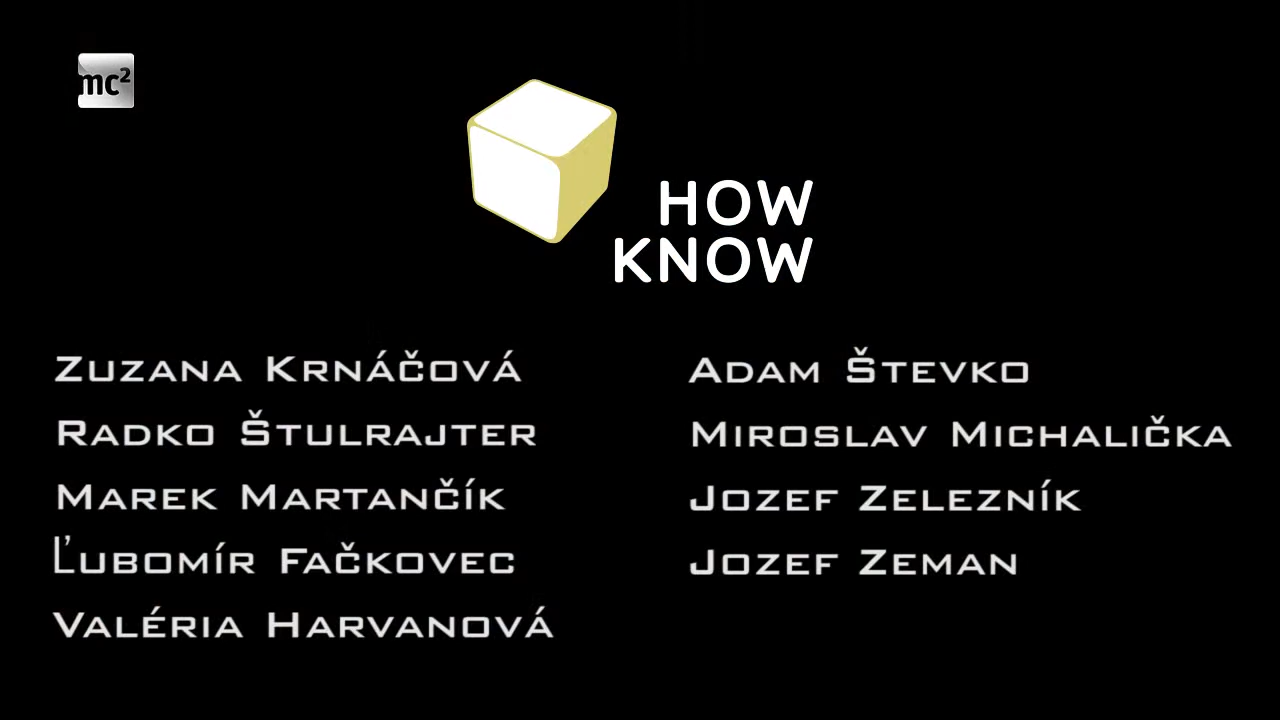 mc²
HOW
KNOW
Zuzana Krnáčová
Radko Štulrajter
Marek Martančík
Ľubomír Fačkovec
Valéria Harvanová
Adam Števko
Miroslav Michalička
Jozef Zelezník
Jozef Zeman